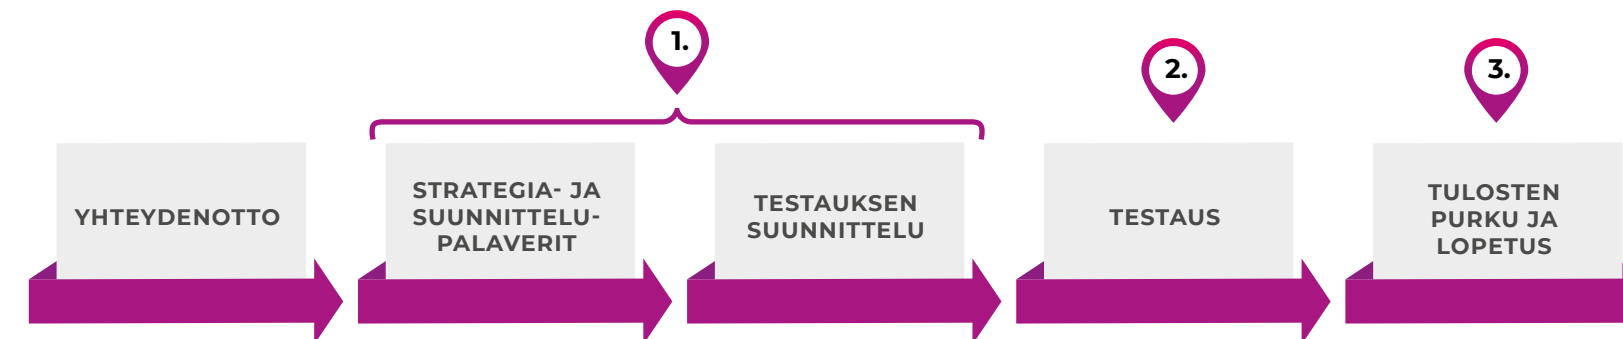 1.
2.
3.
YHTEYDENOTTO
STRATEGIA- JA
SUUNNITTELU-
PALAVERIT
TESTAUKSEN
SUUNNITTELU
TESTAUS
TULOSTEN
PURKU JA
LOPETUS